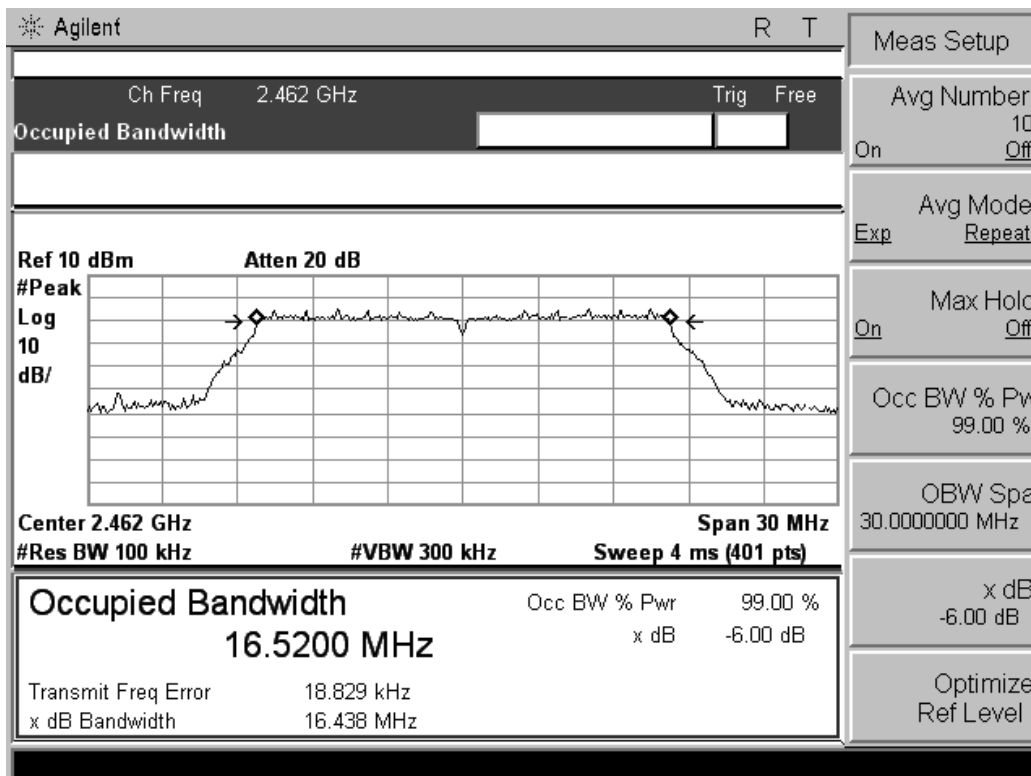 Agilent R T
Ch Freq 2.462 GHz Trig Free
Occupied Bandwidth
Ref 10 dBm Atten 20 dB
#Peak
Log
10
dB/
Center 2.462 GHz Span 30 MHz
#Res BW 100 kHz #VBW 300 kHz Sweep 4 ms (401 pts)
Occupied Bandwidth Occ BW % Pwr 99.00 %
16.5200 MHz x dB -6.00 dB
Transmit Freq Error 18.829 kHz
x dB Bandwidth 16.438 MHz
Meas Setup
Avg Number
10
On Off
Avg Mode
Exp Repeat
Max Hold
On Off
Occ BW % Pw
99.00 %
OBW Spa
30.0000000 MHz
x dB
-6.00 dB
Optimize
Ref Level